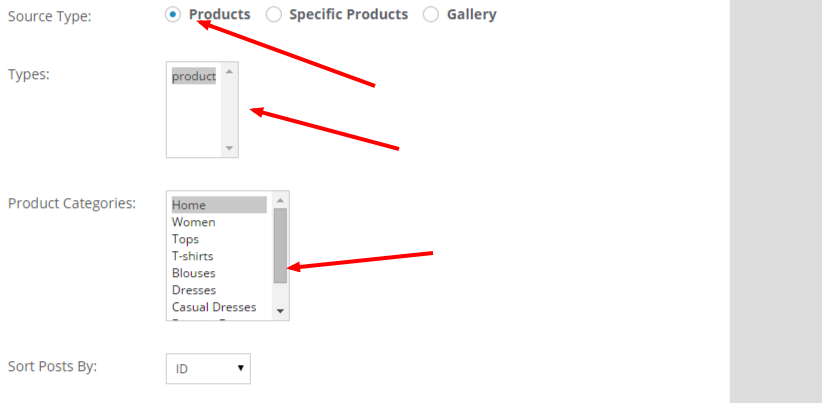 Source Type: Products Specific Products Gallery
Types: product
Product Categories: Home
Women
Tops
T-shirts
Blouses
Dresses
Casual Dresses
Sort Posts By: ID